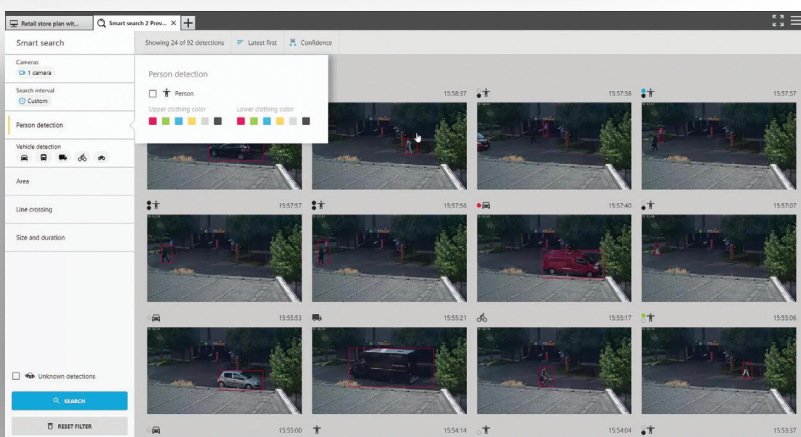 Retail store plan wit...
Smart search 2 Prev...
Smart search
Showing 24 of 92 detections
Latest first
Confidence
Cameras
1 camera
Search interval
Custom
Person detection
Vehicle detection
Area
Line crossing
Size and duration
Unknown detections
SEARCH
RESET FILTER
Person detection
Person
Upper clothing color
Lower clothing color
15:58:37
15:57:58
15:57:57
15:57:57
15:57:56
15:57:40
15:57:07
15:55:53
15:55:21
15:55:17
15:55:06
15:55:00
15:54:14
15:54:04
15:53:37